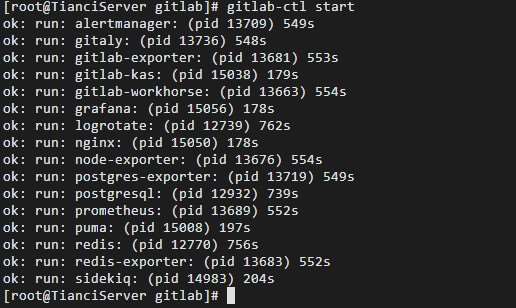 [root@TianciServer gitlab]# gitlab-ctl start
ok: run: alertmanager: (pid 13709) 549s
ok: run: gitaly: (pid 13736) 548s
ok: run: gitlab-exporter: (pid 13681) 553s
ok: run: gitlab-kas: (pid 15038) 179s
ok: run: gitlab-workhorse: (pid 13663) 554s
ok: run: grafana: (pid 15056) 178s
ok: run: logrotate: (pid 12739) 762s
ok: run: nginx: (pid 15050) 178s
ok: run: node-exporter: (pid 13676) 554s
ok: run: postgres-exporter: (pid 13719) 549s
ok: run: postgresql: (pid 12932) 739s
ok: run: prometheus: (pid 13689) 552s
ok: run: puma: (pid 15008) 197s
ok: run: redis: (pid 12770) 756s
ok: run: redis-exporter: (pid 13683) 552s
ok: run: sidekiq: (pid 14983) 204s
[root@TianciServer gitlab]#